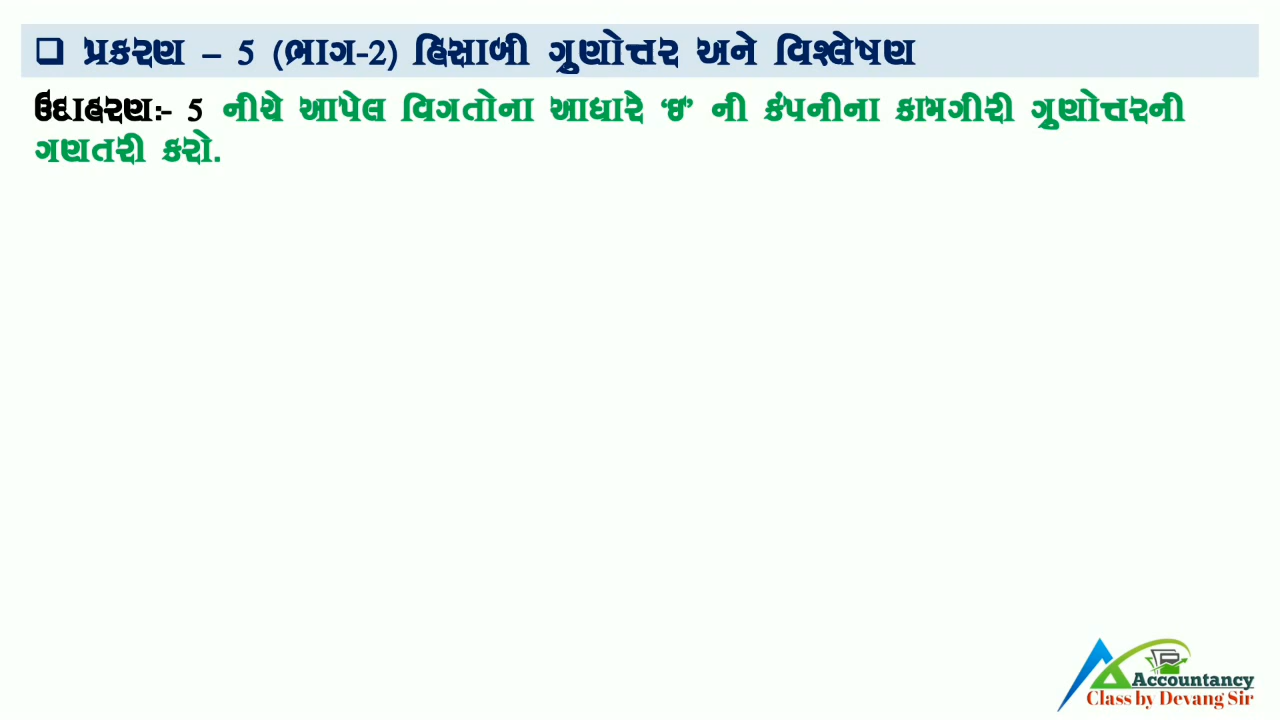 ❑ પ્રકરણ – 5 (ભાગ-2) હિસાબી ગુણોત્તર અને વિશ્લેષણ
ઉદાહરણઃ- 5 નીચે આપેલ વિગતોના આધારે ‘ઇ’ ની કંપનીના કામગીરી ગુણોત્તરની
ગણતરી કરો.
Accountancy
Class by Devang Sir